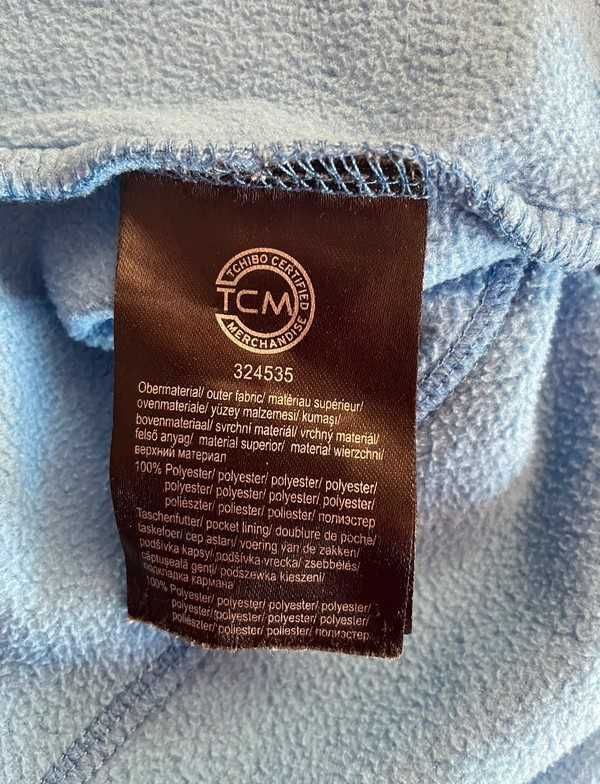 TCHIBO CERTIFIED
TCM
MERCHANDISE
324535
Obermaterial/ outer fabric/ matériau supérieur/
ovenmateriale/ yüzey malzemesi/ kumaşı/
bovenmateriaal/ svrchní materiál/ vrchný materiál/
felső anyag/ material superior/ materiał wierzchni/
верхний материал
100% Polyester/ polyester/ polyester/ polyester/
polyester/ polyester/ polyester/ polyester/
poliészter/ poliester/ poliester/ полиэстер
Taschenfutter/ pocket lining/ doublure de poche/
taskefoer/ cep astarı/ voering van de zakken/
podšívka kapsy/ podšívka vrecka/ zsebbélés/
căptuşeală genţi/ podszewka kieszeni/
подкладка кармана
100% Polyester/ polyester/ polyester/ polyester/
polyester/ polyester/ polyester/ polyester/
poliészter/ poliester/ poliester/ полиэстер